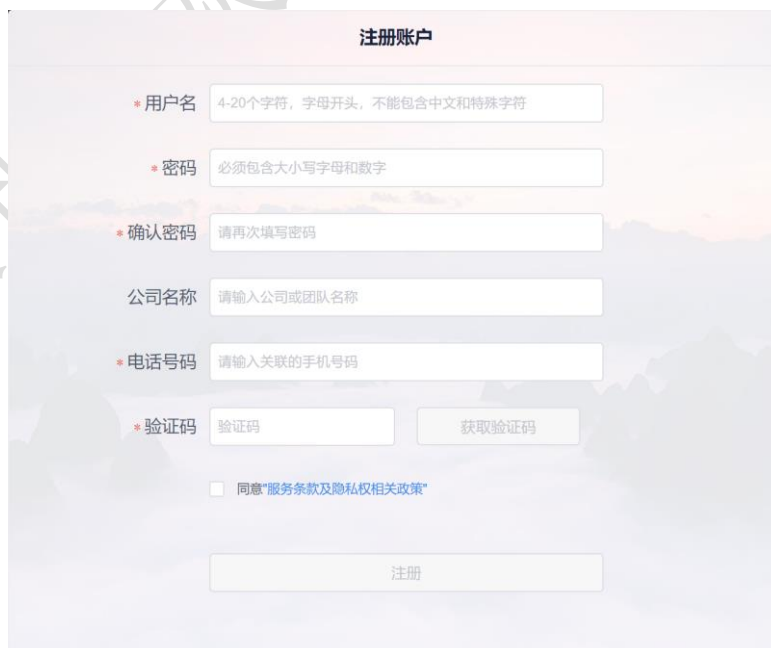 注册账户
* 用户名 4-20个字符，字母开头，不能包含中文和特殊字符
* 密码 必须包含大小写字母和数字
* 确认密码 请再次填写密码
公司名称 请输入公司或团队名称
* 电话号码 请输入关联的手机号码
* 验证码 验证码 获取验证码
同意"服务条款及隐私权相关政策"
注册